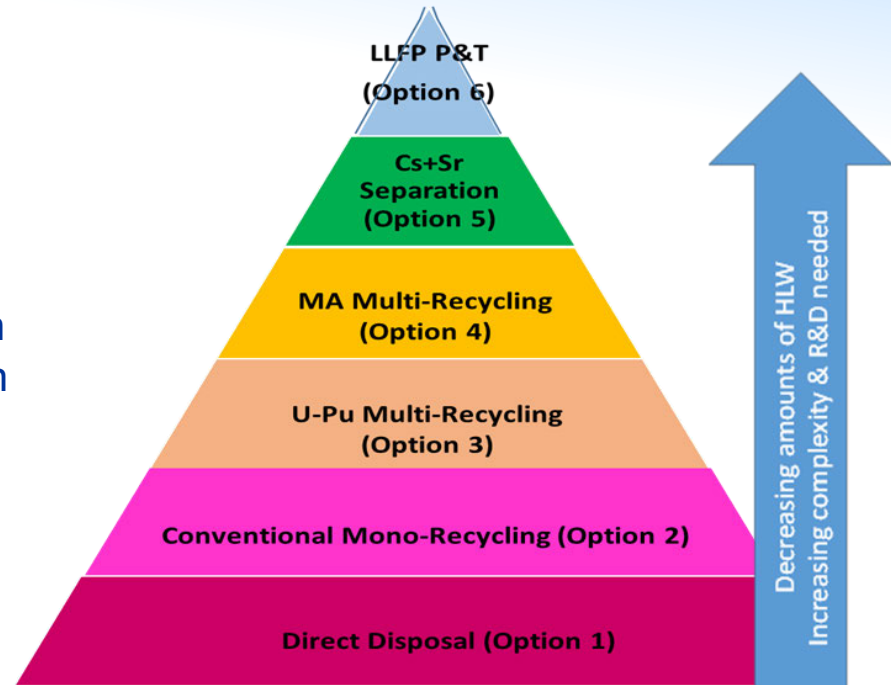 LLFP P&T
(Option 6)
Cs+Sr
Separation
(Option 5)
MA Multi-Recycling
(Option 4)
U-Pu Multi-Recycling
(Option 3)
Conventional Mono-Recycling (Option 2)
Direct Disposal (Option 1)
Decreasing amounts of HLW
Increasing complexity & R&D needed